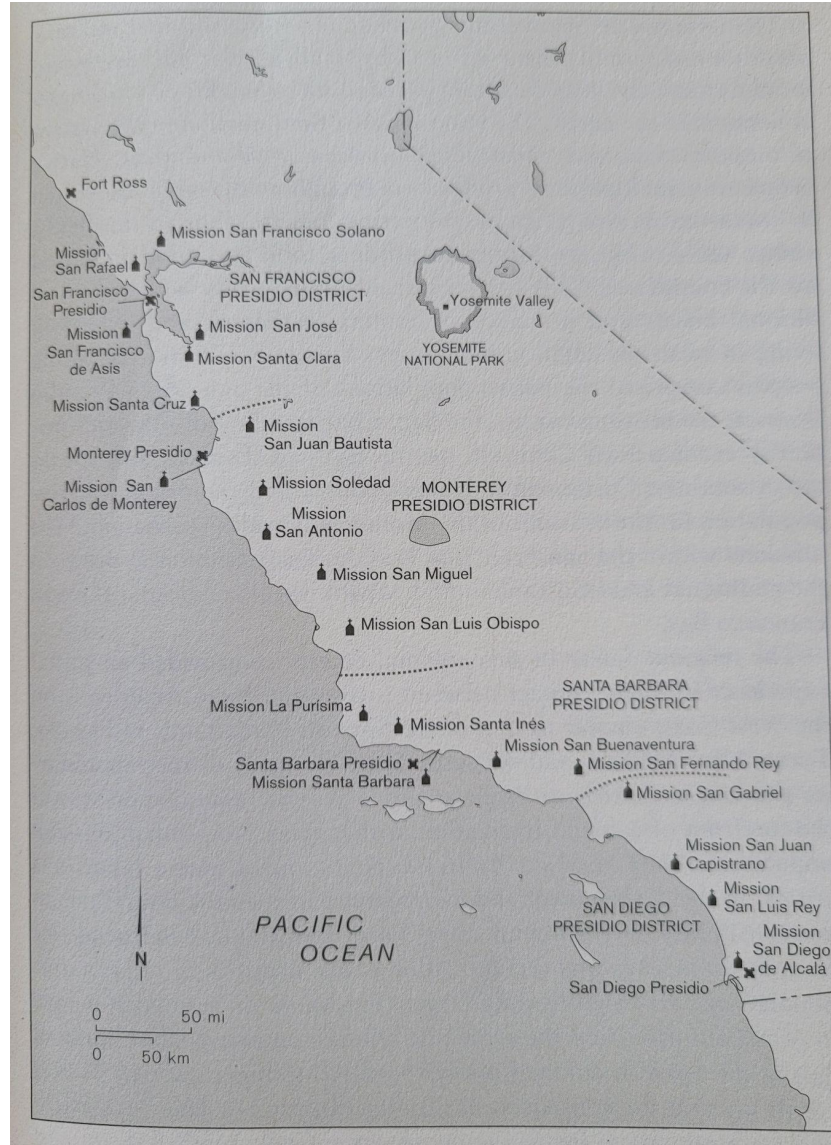 Fort Ross
Mission San Francisco Solano
Mission
San Rafael
SAN FRANCISCO
PRESIDIO DISTRICT
San Francisco
Presidio
Yosemite Valley
Mission San José
Mission
San Francisco
de Asis
YOSEMITE
NATIONAL PARK
Mission Santa Clara
Mission Santa Cruz
Mission
San Juan Bautista
Monterey Presidio
Mission San
Carlos de Monterey
Mission Soledad
MONTEREY
PRESIDIO DISTRICT
Mission
San Antonio
Mission San Miguel
Mission San Luis Obispo
SANTA BARBARA
PRESIDIO DISTRICT
Mission La Purísima
Mission Santa Inés
Mission San Buenaventura
Santa Barbara Presidio
Mission San Fernando Rey
Mission Santa Barbara
Mission San Gabriel
Mission San Juan
Capistrano
Mission
San Luis Rey
SAN DIEGO
PRESIDIO DISTRICT
PACIFIC
OCEAN
Mission
San Diego
de Alcalá
San Diego Presidio
N
0 50 mi
0 50 km